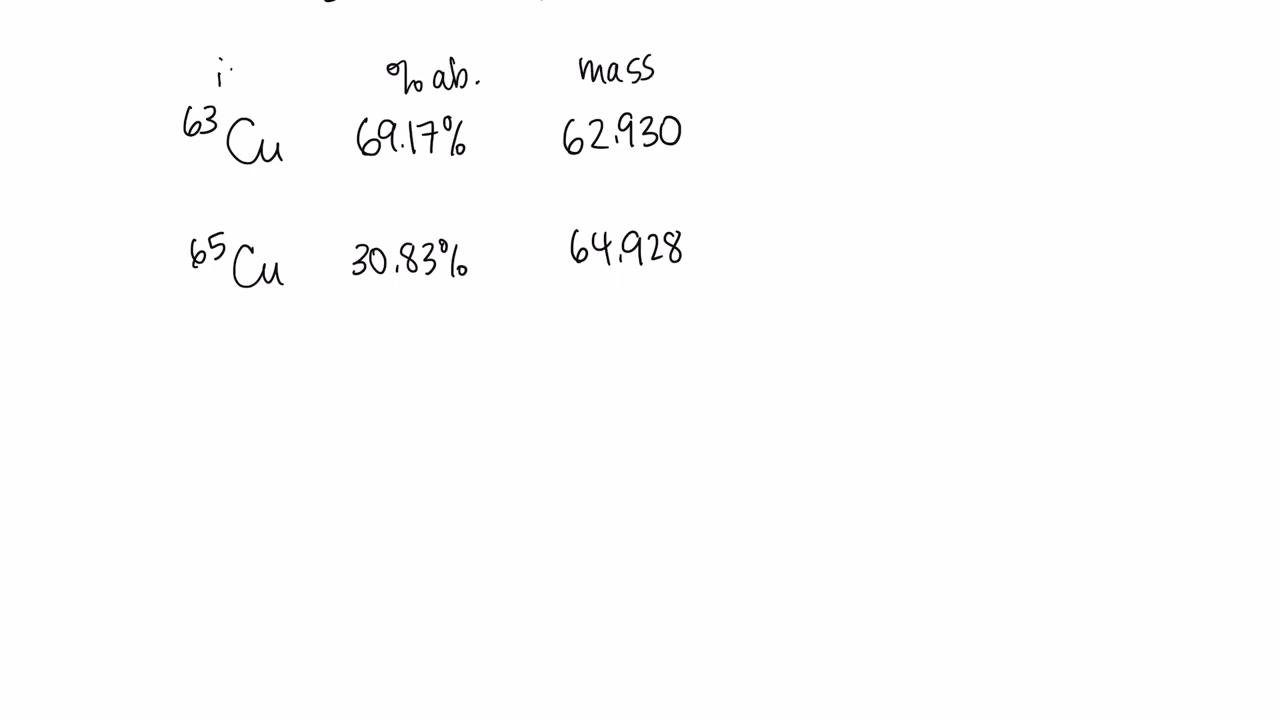 i % ab. mass
⁶³Cu 69.17% 62.930
⁶⁵Cu 30.83% 64.928